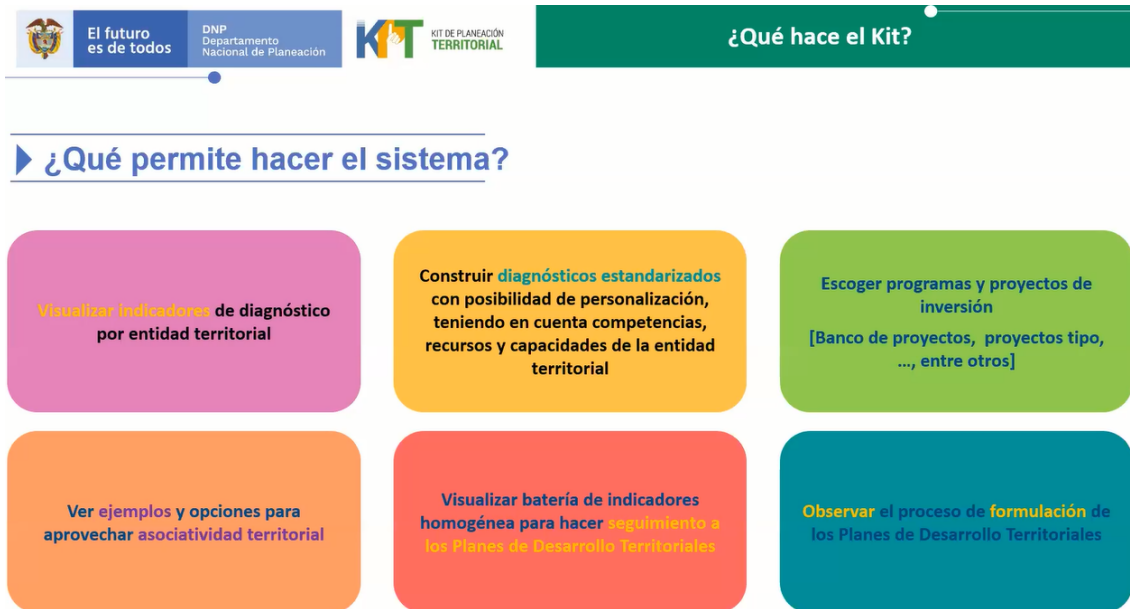 El futuro
es de todos
DNP
Departamento
Nacional de Planeación
KIT
KIT DE PLANEACIÓN
TERRITORIAL
¿Qué hace el Kit?
¿Qué permite hacer el sistema?
Visualizar indicadores de diagnóstico
por entidad territorial
Construir diagnósticos estandarizados
con posibilidad de personalización,
teniendo en cuenta competencias,
recursos y capacidades de la entidad
territorial
Escoger programas y proyectos de
inversión
[Banco de proyectos, proyectos tipo,
..., entre otros]
Ver ejemplos y opciones para
aprovechar asociatividad territorial
Visualizar batería de indicadores
homogénea para hacer seguimiento a
los Planes de Desarrollo Territoriales
Observar el proceso de formulación de
los Planes de Desarrollo Territoriales